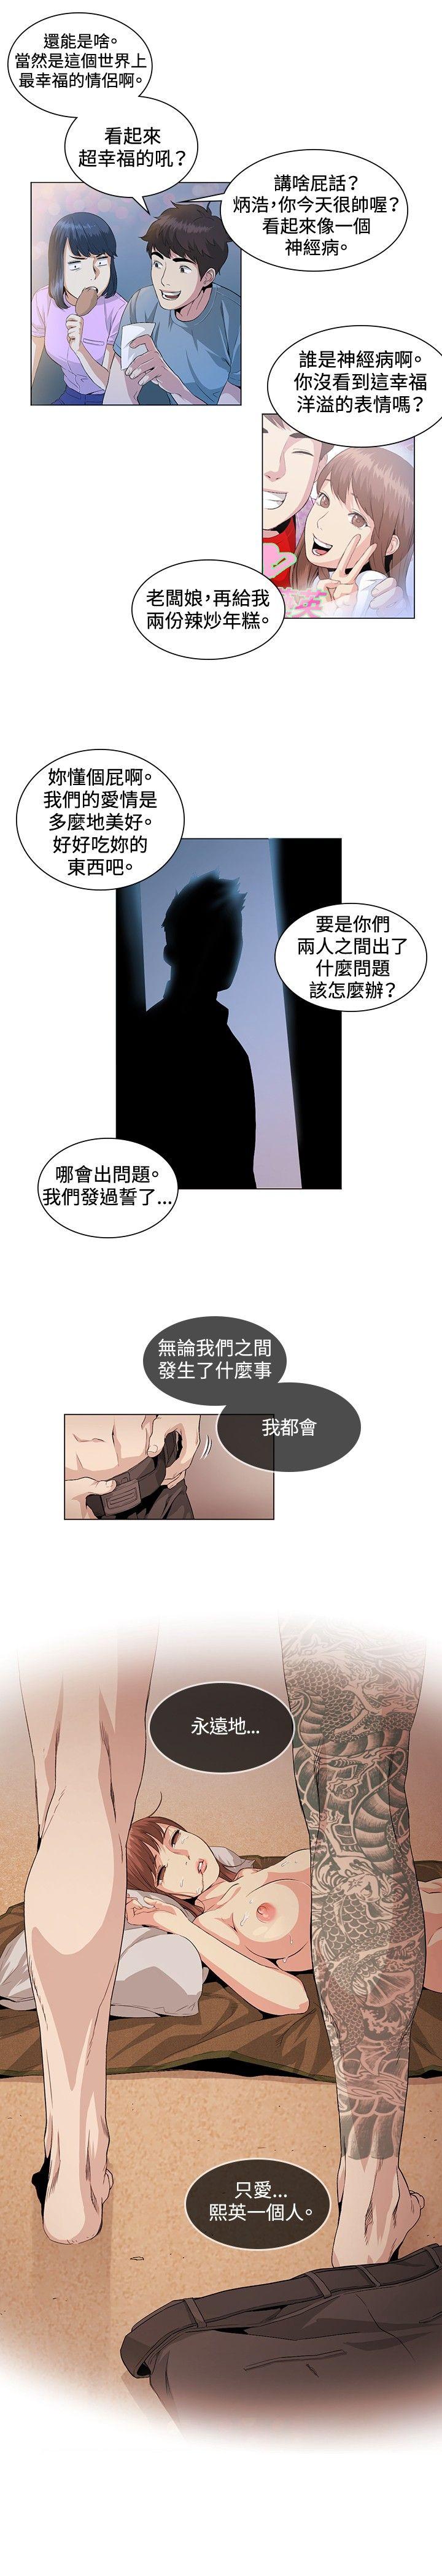 還能是啥。
當然是這個世界上
最幸福的情侶啊。
看起來
超幸福的吼？
講啥屁話？
炳浩，你今天很帥喔？
看起來像一個
神經病。
誰是神經病啊。
你沒看到這幸福
洋溢的表情嗎？
英
老闆娘，再給我
兩份辣炒年糕。
妳懂個屁啊。
我們的愛情是
多麼地美好。
好好吃妳的
東西吧。
要是你們
兩人之間出了
什麼問題
該怎麼辦？
哪會出問題。
我們發過誓了...
無論我們之間
發生了什麼事
我都會
永遠地...
只愛...
熙英一個人。